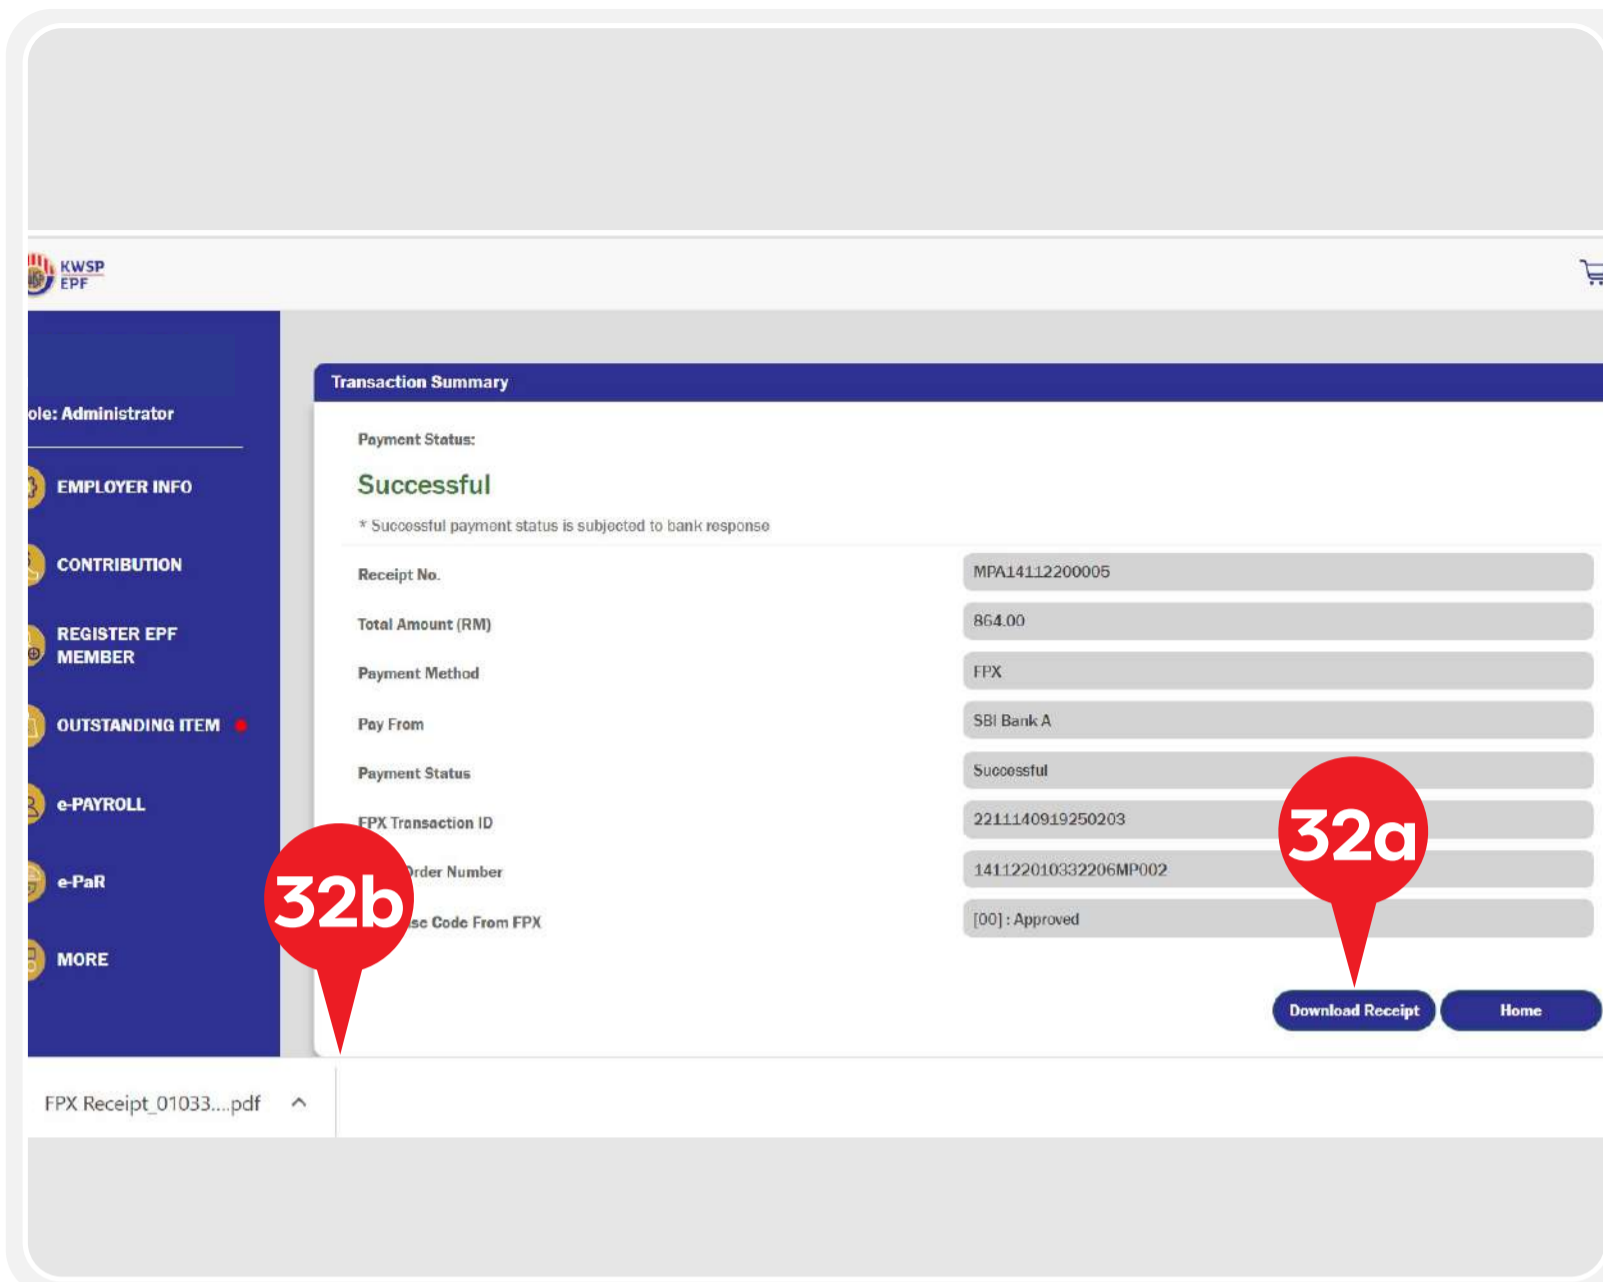 KWSP
EPF
ole: Administrator
EMPLOYER INFO
CONTRIBUTION
REGISTER EPF
MEMBER
OUTSTANDING ITEM
e-PAYROLL
e-PaR
MORE
Transaction Summary
Payment Status:
Successful
* Successful payment status is subjected to bank response
Receipt No. MPA14112200005
Total Amount (RM) 864.00
Payment Method FPX
Pay From SBI Bank A
Payment Status Successful
FPX Transaction ID 2211140919250203
Order Number 141122010332206MP002
se Code From FPX [00] : Approved
32a
32b
Download Receipt Home
FPX Receipt_01033....pdf